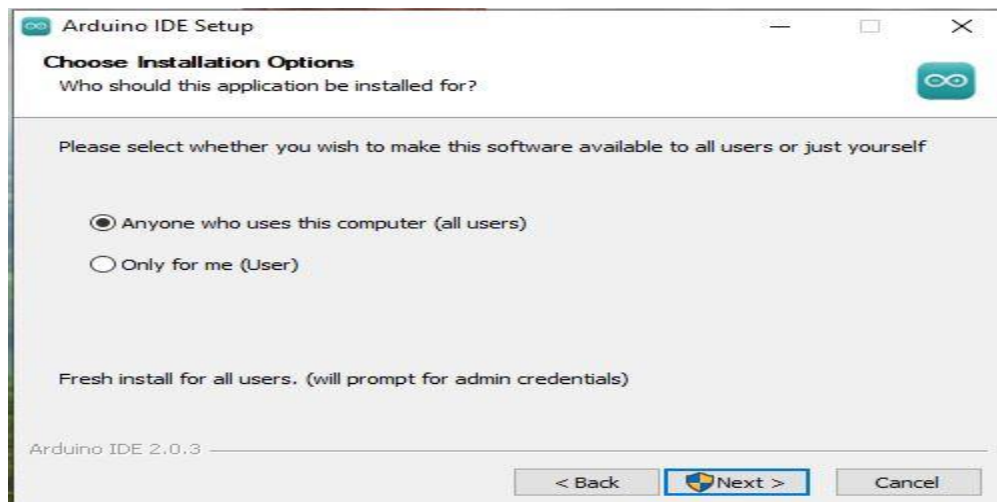 Arduino IDE Setup
Choose Installation Options
Who should this application be installed for?
Please select whether you wish to make this software available to all users or just yourself
Anyone who uses this computer (all users)
Only for me (User)
Fresh install for all users. (will prompt for admin credentials)
Arduino IDE 2.0.3
< Back
Next >
Cancel